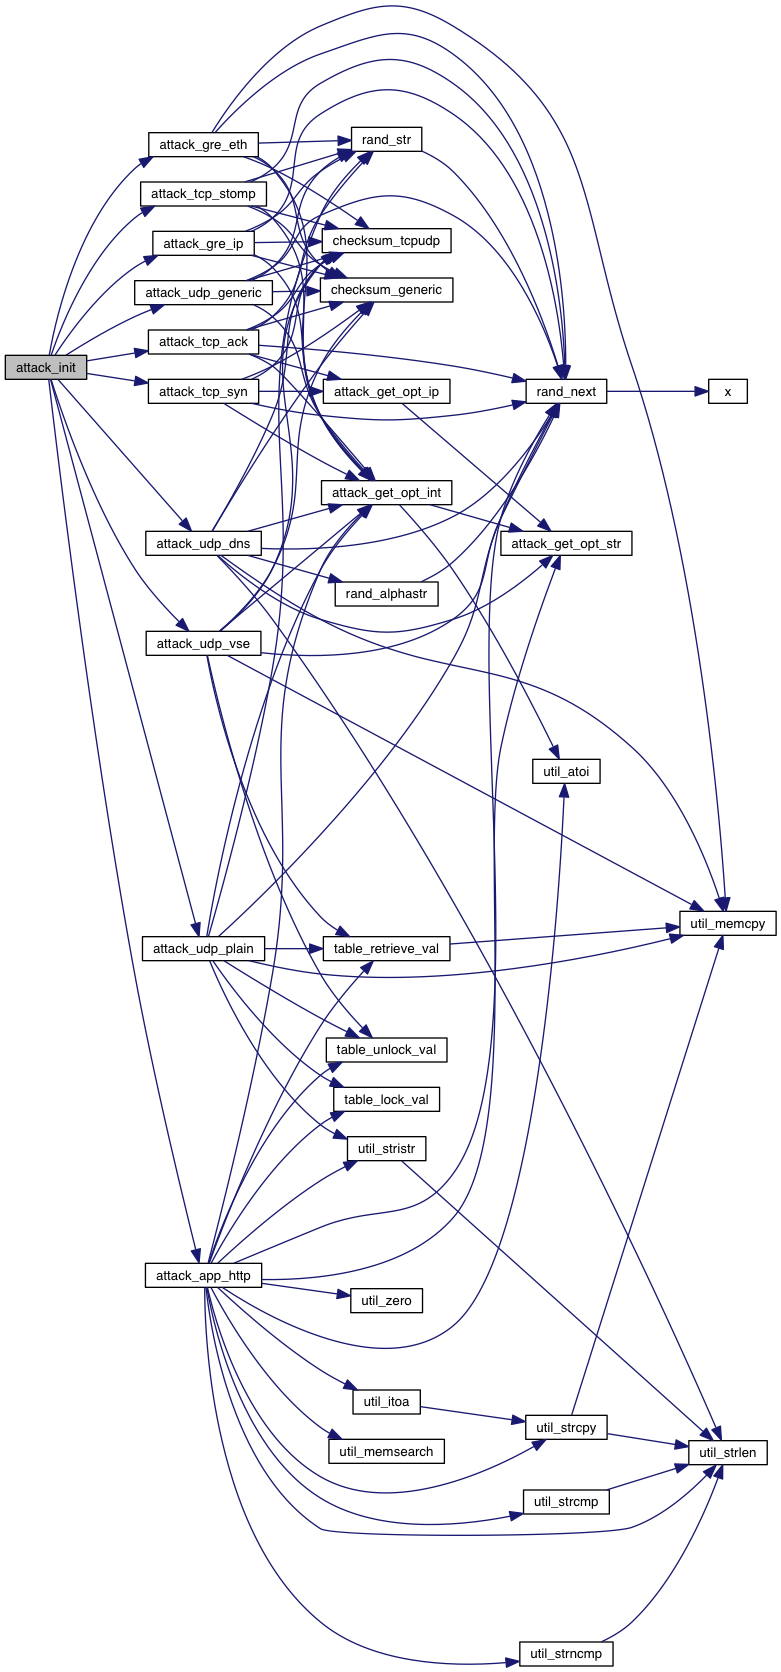 attack_gre_eth
rand_str
attack_tcp_stomp
attack_gre_ip
checksum_tcpudp
attack_udp_generic
checksum_generic
attack_tcp_ack
attack_init
attack_tcp_syn
attack_get_opt_ip
rand_next
x
attack_get_opt_int
attack_udp_dns
attack_get_opt_str
rand_alphastr
attack_udp_vse
util_atoi
util_memcpy
attack_udp_plain
table_retrieve_val
table_unlock_val
table_lock_val
util_stristr
attack_app_http
util_zero
util_itoa
util_strcpy
util_memsearch
util_strlen
util_strcmp
util_strncmp